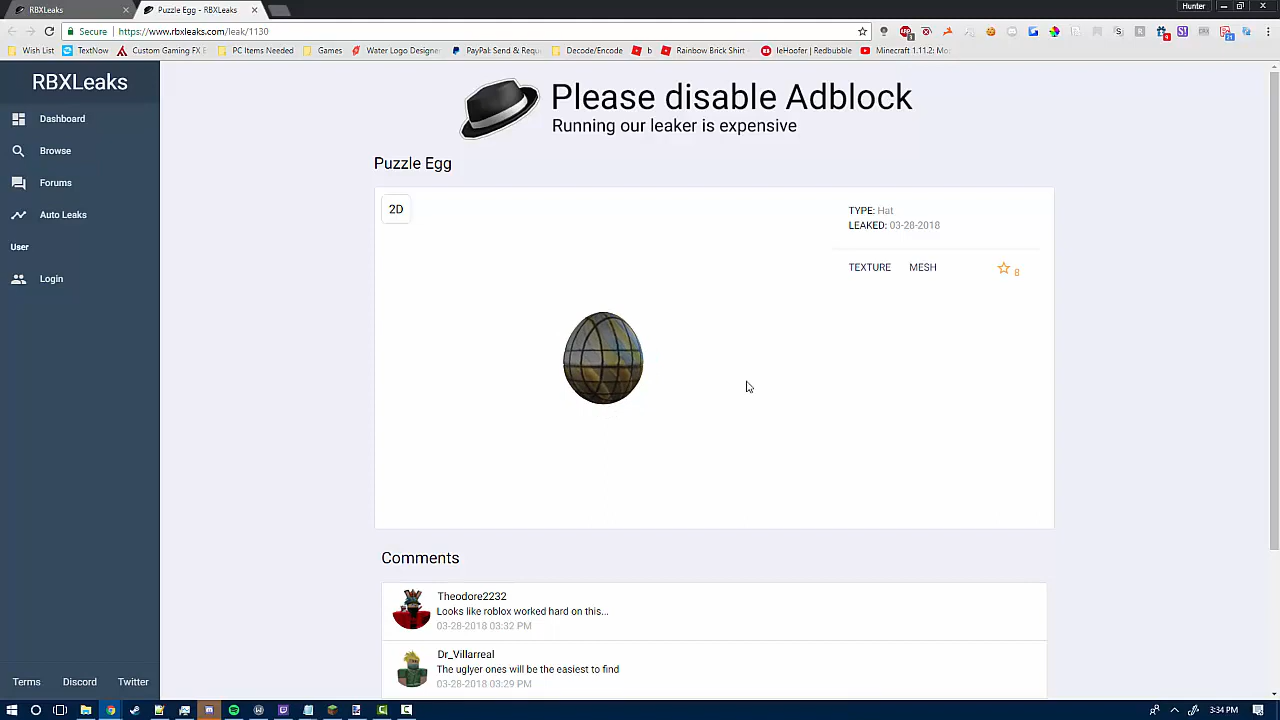 RBXLeaks
Puzzle Egg - RBXLeaks
Hunter
Secure
https://www.rbxleaks.com/leak/1130
Wish List
TextNow
Custom Gaming FX E
PC Items Needed
Games
Water Logo Designer
PayPal Send & Requ
Decode/Encode
b
Rainbow Brick Shirt -
leHoofer | Redbubble
Minecraft 1.11.2: Mo
RBXLeaks
Dashboard
Browse
Forums
Auto Leaks
User
Login
Terms
Discord
Twitter
Please disable Adblock
Running our leaker is expensive
Puzzle Egg
2D
TYPE: Hat
LEAKED: 03-28-2018
TEXTURE
MESH
8
Comments
Theodore2232
Looks like roblox worked hard on this...
03-28-2018 03:32 PM
Dr_Villarreal
The uglyer ones will be the easiest to find
03-28-2018 03:29 PM
3:34 PM